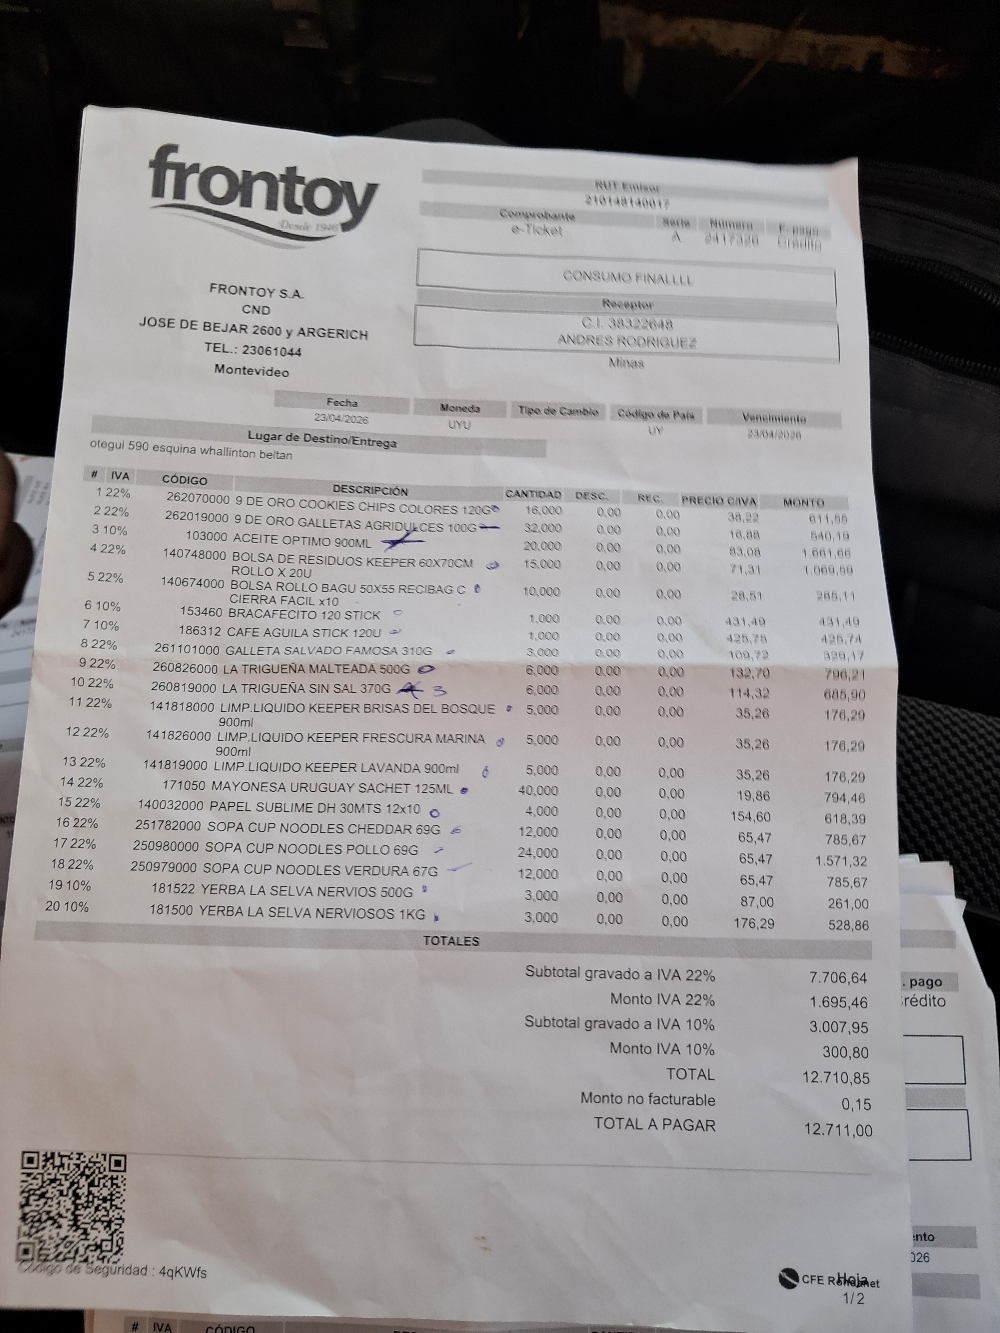 frontoy
Desde 1946
RUT Emisor
210148140017
Comprobante Serie Número F. pago
e-Ticket A 2417326 Crédito
CONSUMO FINALLLL
Receptor
C.I. 38322648
ANDRES RODRIGUEZ
Minas
FRONTOY S.A.
CND
JOSE DE BEJAR 2600 y ARGERICH
TEL.: 23061044
Montevideo
Fecha Moneda Tipo de Cambio Código de País Vencimiento
23/04/2026 UYU UY 23/04/2026
Lugar de Destino/Entrega
otegui 590 esquina whallinton beltan
# IVA CÓDIGO DESCRIPCIÓN CANTIDAD DESC. REC. PRECIO C/IVA MONTO
1 22% 262070000 9 DE ORO COOKIES CHIPS COLORES 120G 16,000 0,00 0,00 38,22 611,55
2 22% 262019000 9 DE ORO GALLETAS AGRIDULCES 100G 32,000 0,00 0,00 16,88 540,19
3 10% 103000 ACEITE OPTIMO 900ML 20,000 0,00 0,00 83,08 1.661,66
4 22% 140748000 BOLSA DE RESIDUOS KEEPER 60X70CM 15,000 0,00 0,00 71,31 1.069,59
ROLLO X 20U
5 22% 140674000 BOLSA ROLLO BAGU 50X55 RECIBAG C 10,000 0,00 0,00 28,51 285,11
CIERRA FACIL x10
6 10% 153460 BRACAFECITO 120 STICK 1,000 0,00 0,00 431,49 431,49
7 10% 186312 CAFE AGUILA STICK 120U 1,000 0,00 0,00 425,75 425,74
8 22% 261101000 GALLETA SALVADO FAMOSA 310G 3,000 0,00 0,00 109,72 329,17
9 22% 260826000 LA TRIGUEÑA MALTEADA 500G 6,000 0,00 0,00 132,70 796,21
10 22% 260819000 LA TRIGUEÑA SIN SAL 370G 3 6,000 0,00 0,00 114,32 685,90
11 22% 141818000 LIMP.LIQUIDO KEEPER BRISAS DEL BOSQUE 5,000 0,00 0,00 35,26 176,29
900ml
12 22% 141826000 LIMP.LIQUIDO KEEPER FRESCURA MARINA 5,000 0,00 0,00 35,26 176,29
900ml
13 22% 141819000 LIMP.LIQUIDO KEEPER LAVANDA 900ml 5,000 0,00 0,00 35,26 176,29
14 22% 171050 MAYONESA URUGUAY SACHET 125ML 40,000 0,00 0,00 19,86 794,46
15 22% 140032000 PAPEL SUBLIME DH 30MTS 12x10 4,000 0,00 0,00 154,60 618,39
16 22% 251782000 SOPA CUP NOODLES CHEDDAR 69G 12,000 0,00 0,00 65,47 785,67
17 22% 250980000 SOPA CUP NOODLES POLLO 69G 24,000 0,00 0,00 65,47 1.571,32
18 22% 250979000 SOPA CUP NOODLES VERDURA 67G 12,000 0,00 0,00 65,47 785,67
19 10% 181522 YERBA LA SELVA NERVIOS 500G 3,000 0,00 0,00 87,00 261,00
20 10% 181500 YERBA LA SELVA NERVIOSOS 1KG 3,000 0,00 0,00 176,29 528,86
TOTALES
Subtotal gravado a IVA 22% 7.706,64
Monto IVA 22% 1.695,46
Subtotal gravado a IVA 10% 3.007,95
Monto IVA 10% 300,80
TOTAL 12.710,85
Monto no facturable 0,15
TOTAL A PAGAR 12.711,00
Código de Seguridad : 4qKWfs
CFE
Hoja
1/2
. pago
rédito
ento
026
# IVA CÓDIGO